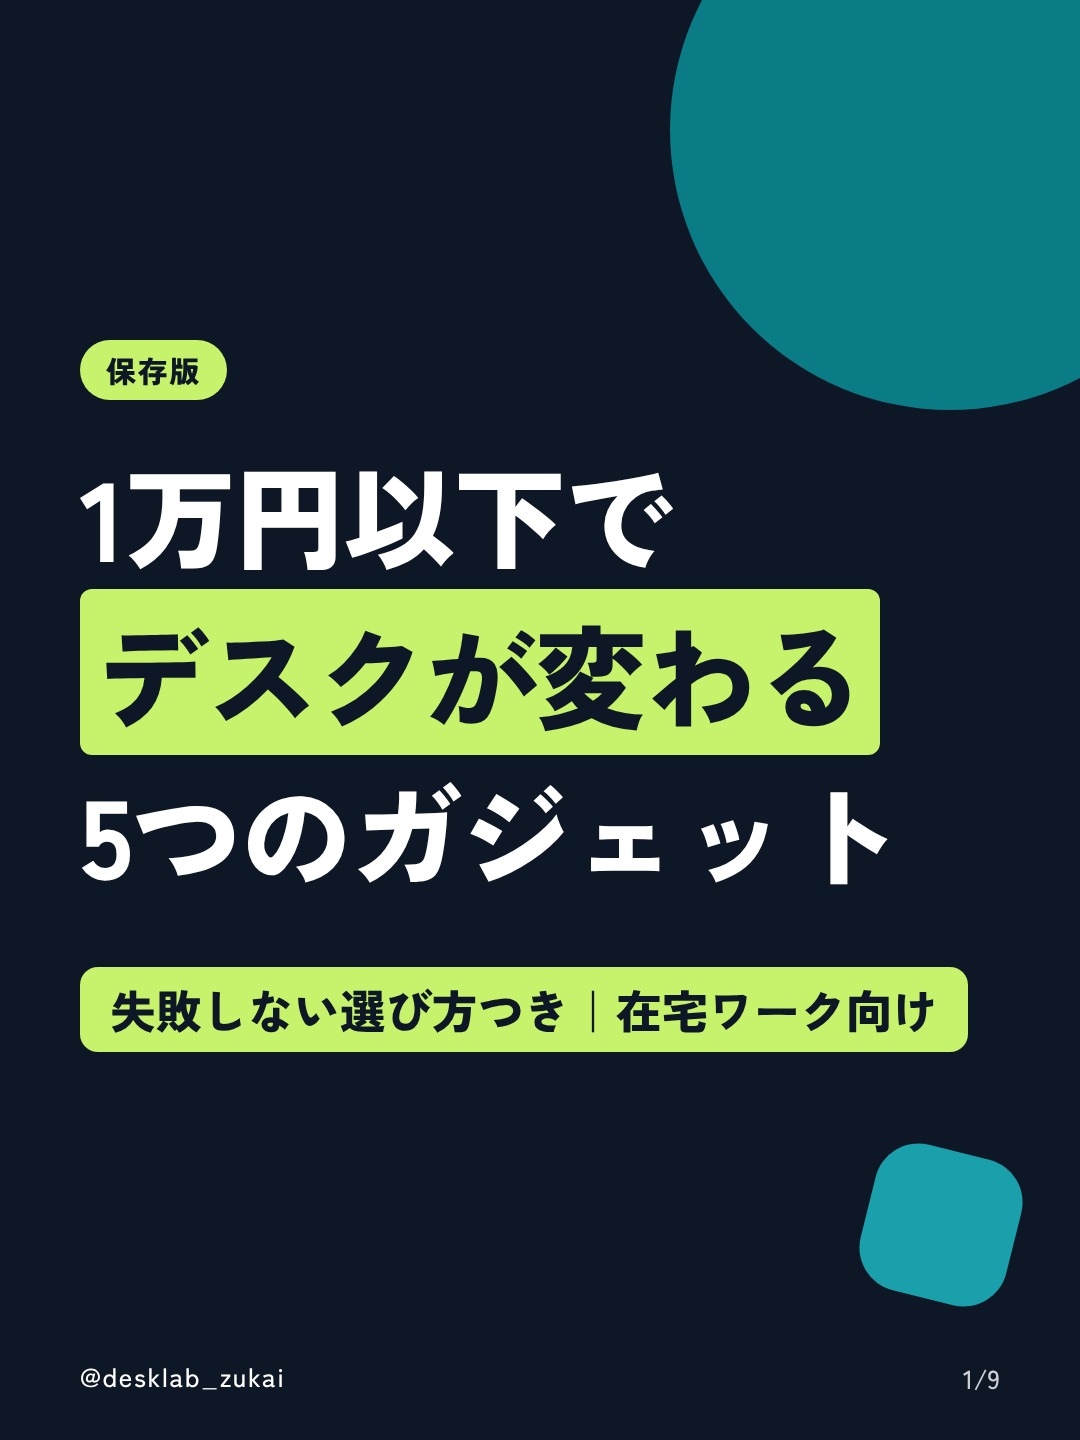 保存版
1万円以下で
デスクが変わる
5つのガジェット
失敗しない選び方つき｜在宅ワーク向け
@desklab_zukai
1/9